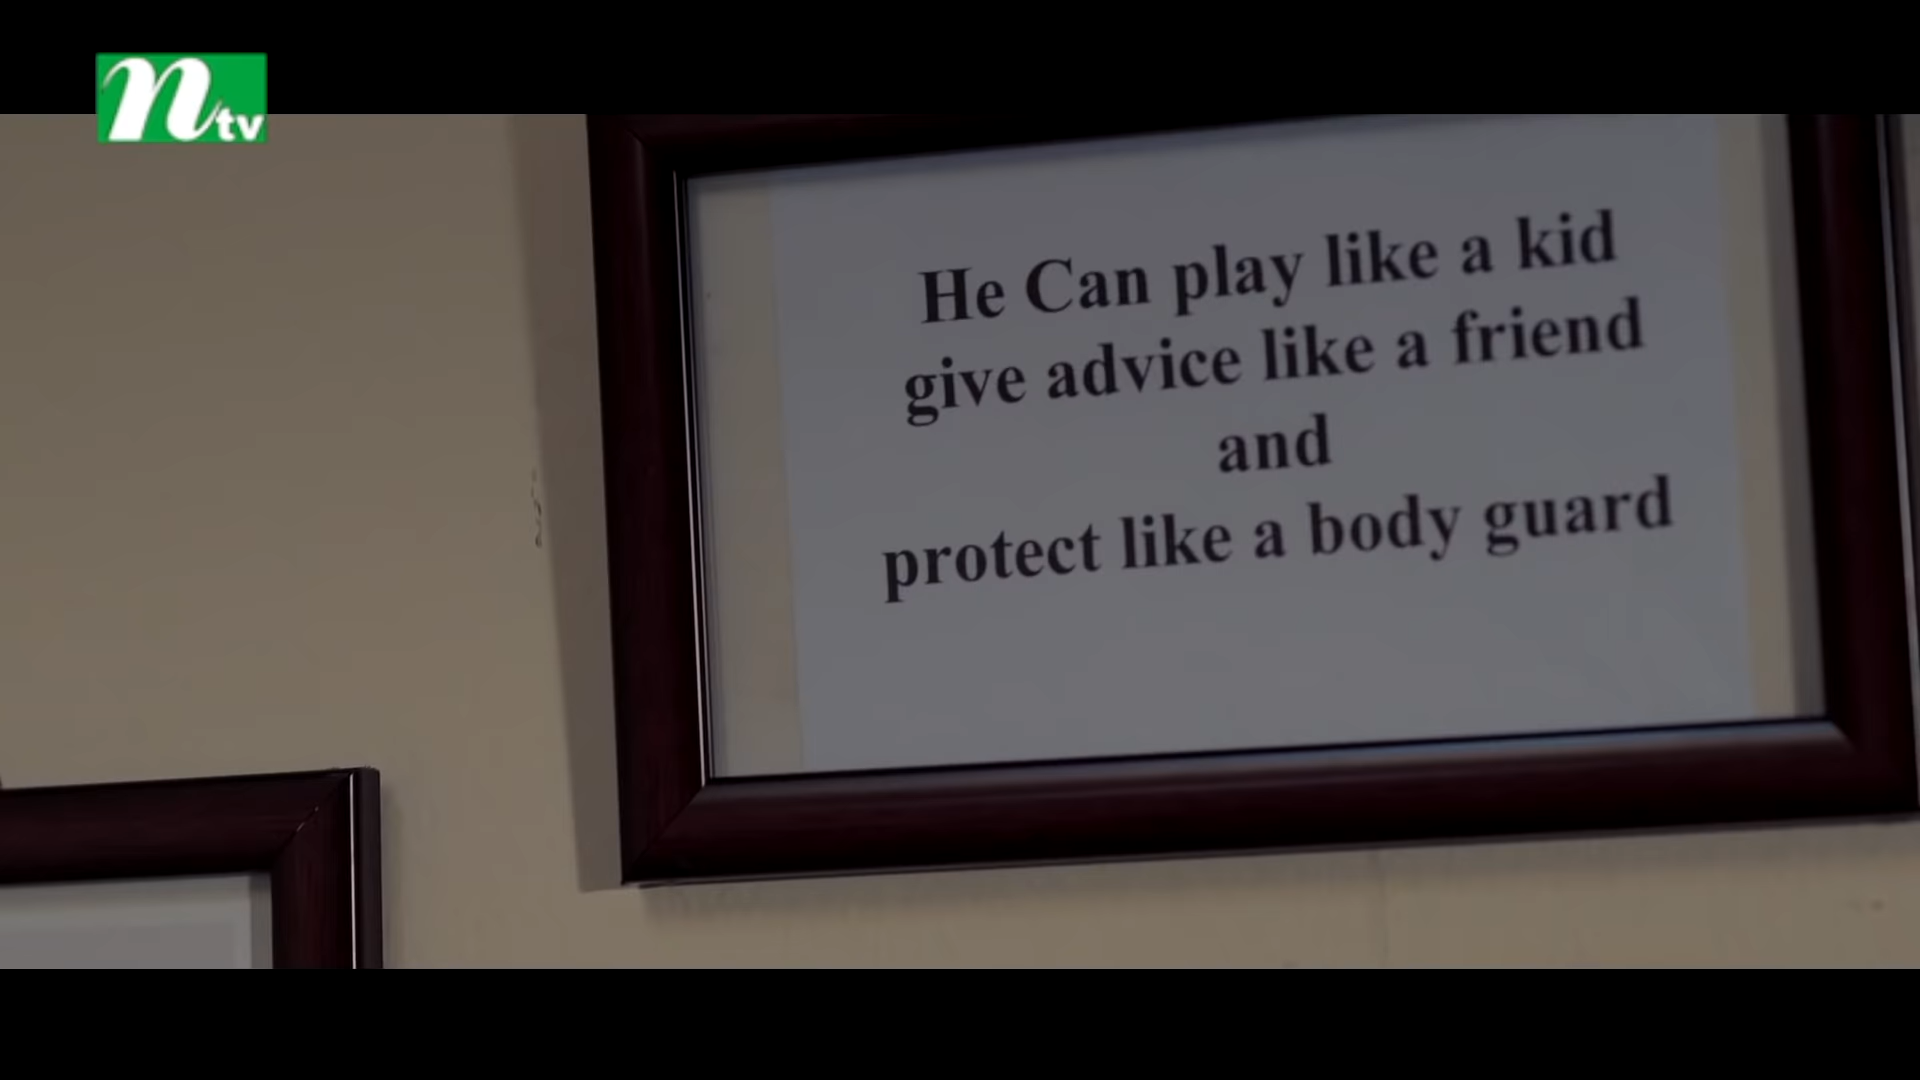 ntv
He Can play like a kid
give advice like a friend
and
protect like a body guard